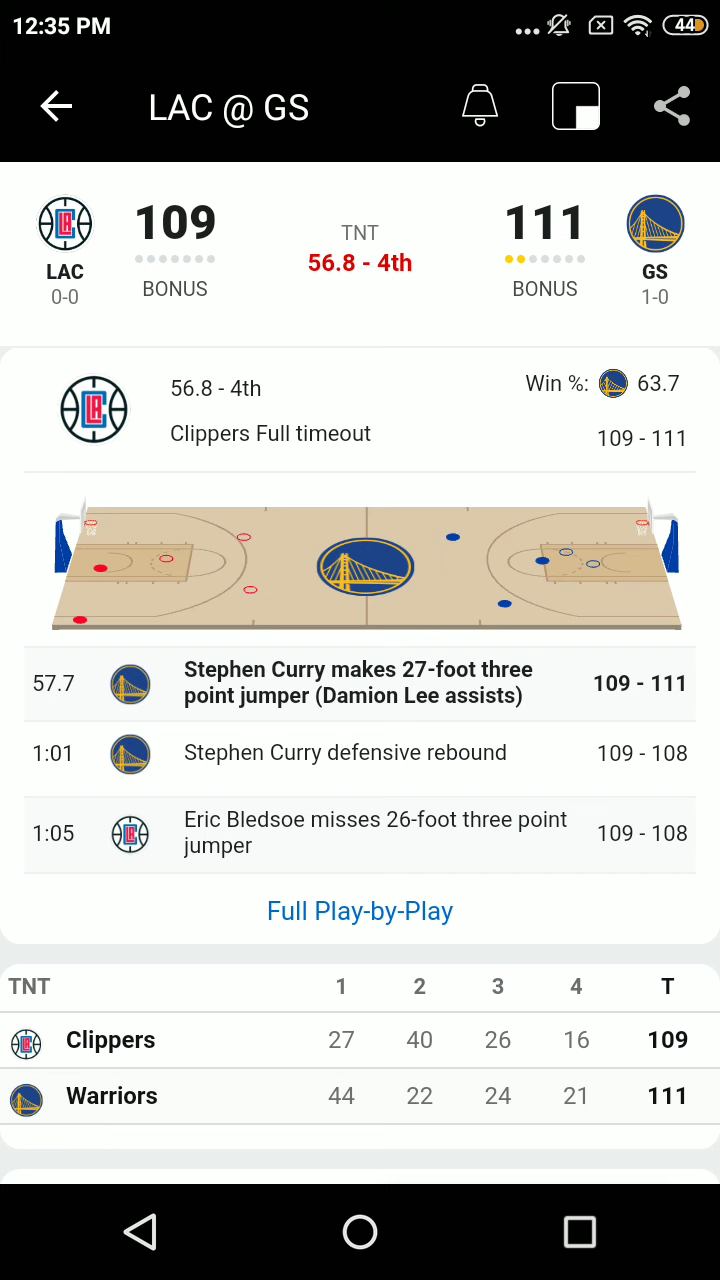 12:35 PM
44
LAC @ GS
109 TNT 111
56.8 - 4th
LAC BONUS BONUS GS
0-0 1-0
56.8 - 4th Win %: 63.7
Clippers Full timeout 109 - 111
57.7 Stephen Curry makes 27-foot three
point jumper (Damion Lee assists) 109 - 111
1:01 Stephen Curry defensive rebound 109 - 108
1:05 Eric Bledsoe misses 26-foot three point
jumper 109 - 108
Full Play-by-Play
TNT 1 2 3 4 T
Clippers 27 40 26 16 109
Warriors 44 22 24 21 111